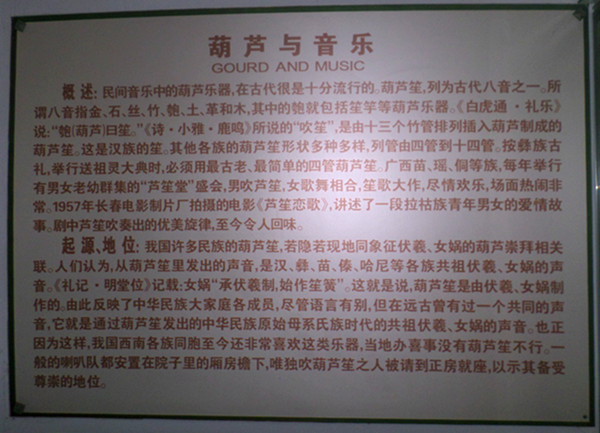 葫芦与音乐
GOURD AND MUSIC
概述:民间音乐中的葫芦乐器,在古代很是十分流行的。葫芦笙,列为古代八音之一。所
谓八音指金、石、丝、竹、匏、土、革和木,其中的匏就包括笙竽等葫芦乐器。《白虎通·礼乐》
说:“匏(葫芦)曰笙。”《诗·小雅·鹿鸣》所说的“吹笙”,是由十三个竹管排列插入葫芦制成的
葫芦笙。这是汉族的笙。其他各族的葫芦笙形状多种多样,列管由四管到十四管。按彝族古
礼,举行送祖灵大典时,必须用最古老、最简单的四管葫芦笙。广西苗、瑶、侗等族,每年举行
有男女老幼群集的“芦笙堂”盛会,男吹芦笙,女歌舞相合,笙歌大作,尽情欢乐,场面热闹非
常。1957年长春电影制片厂拍摄的电影《芦笙恋歌》,讲述了一段拉祜族青年男女的爱情故
事。剧中芦笙吹奏出的优美旋律,至今令人回味。
起源、地位:我国许多民族的葫芦笙,若隐若现地同象征伏羲、女娲的葫芦崇拜相关
联。人们认为,从葫芦笙里发出的声音,是汉、彝、苗、傣、哈尼等各族共祖伏羲、女娲的声
音。《礼记·明堂位》记载:女娲“承伏羲制,始作笙簧”。这就是说,葫芦笙是由伏羲、女娲制
作的。由此反映了中华民族大家庭各成员,尽管语言有别,但在远古曾有过一个共同的声
音,它就是通过葫芦笙发出的中华民族原始母系氏族时代的共祖伏羲、女娲的声音。也正
因为这样,我国西南各族同胞至今还非常喜欢这类乐器,当地办喜事没有葫芦笙不行。一
般的喇叭队都安置在院子里的厢房檐下,唯独吹葫芦笙之人被请到正房就座,以示其备受
尊崇的地位。